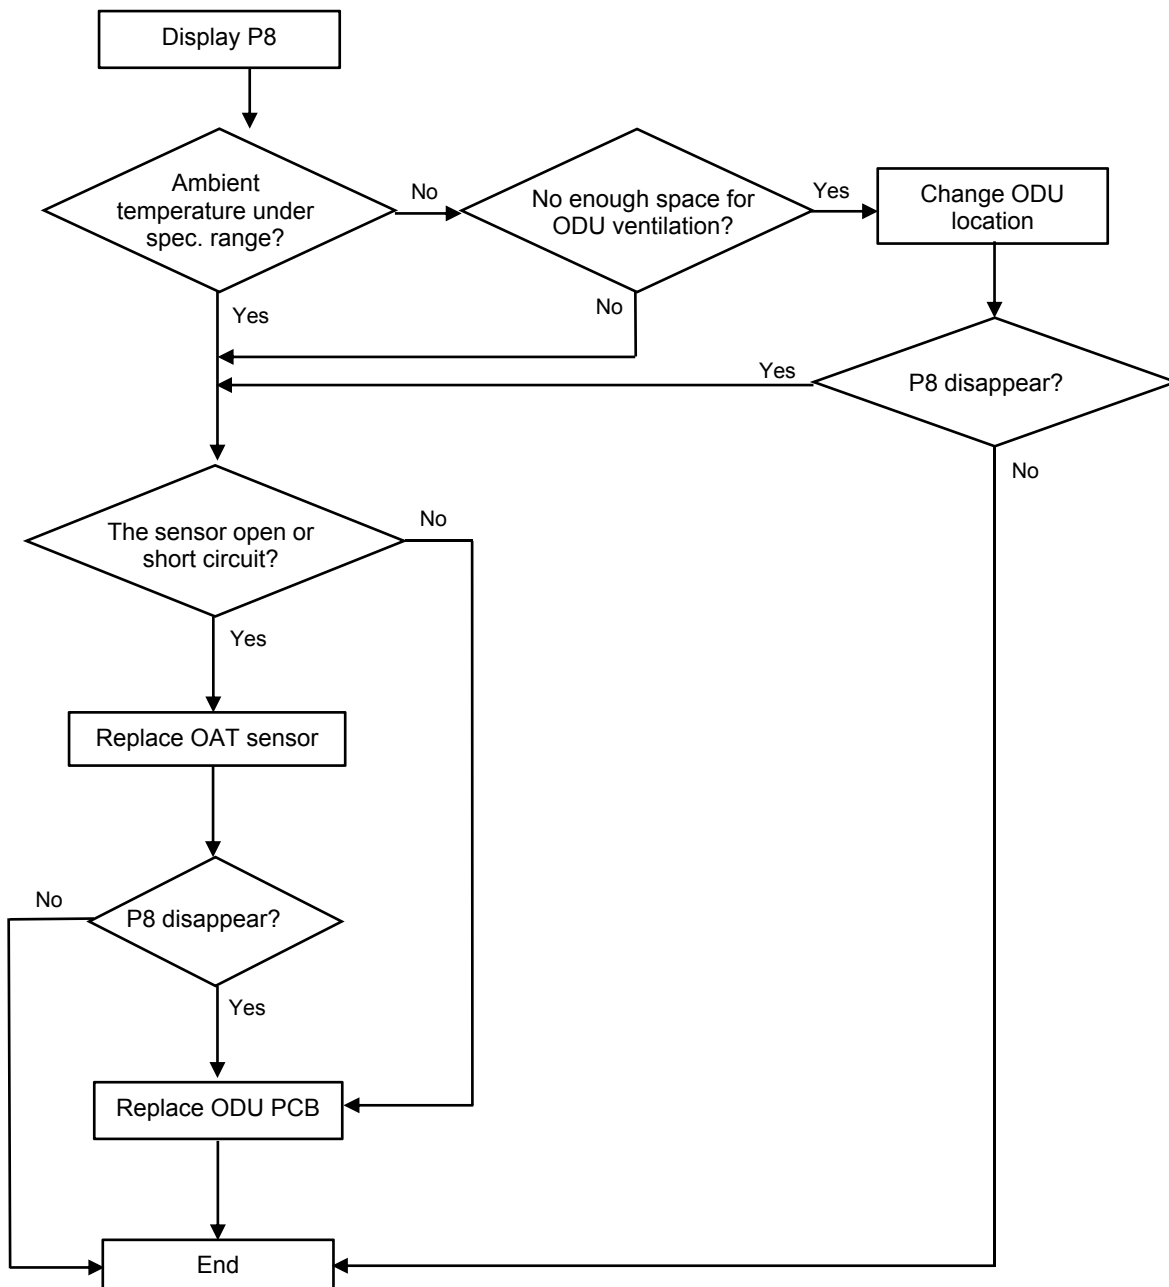 Display P8
Ambient
temperature under
spec. range?
No
No enough space for
ODU ventilation?
Yes
Change ODU
location
Yes
No
Yes
P8 disappear?
No
The sensor open or
short circuit?
No
Yes
Replace OAT sensor
No
P8 disappear?
Yes
Replace ODU PCB
End